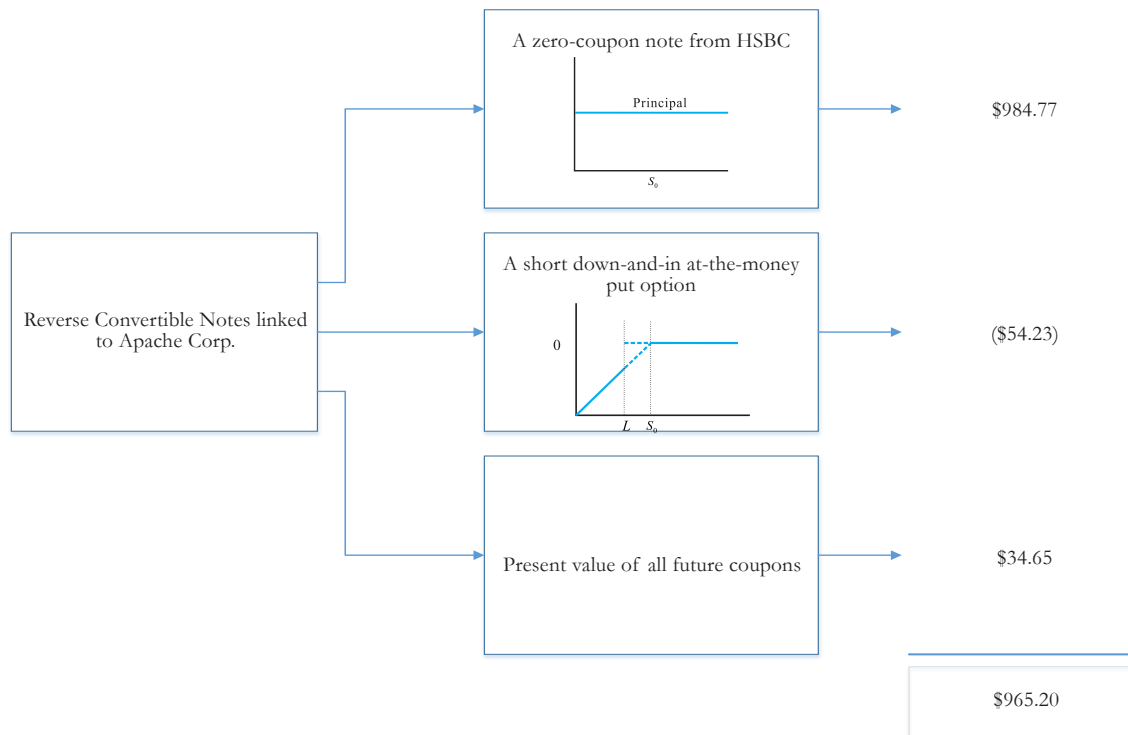 A zero-coupon note from HSBC
Principal
S₀
$984.77
Reverse Convertible Notes linked
to Apache Corp.
A short down-and-in at-the-money
put option
0
L S₀
($54.23)
Present value of all future coupons
$34.65
$965.20